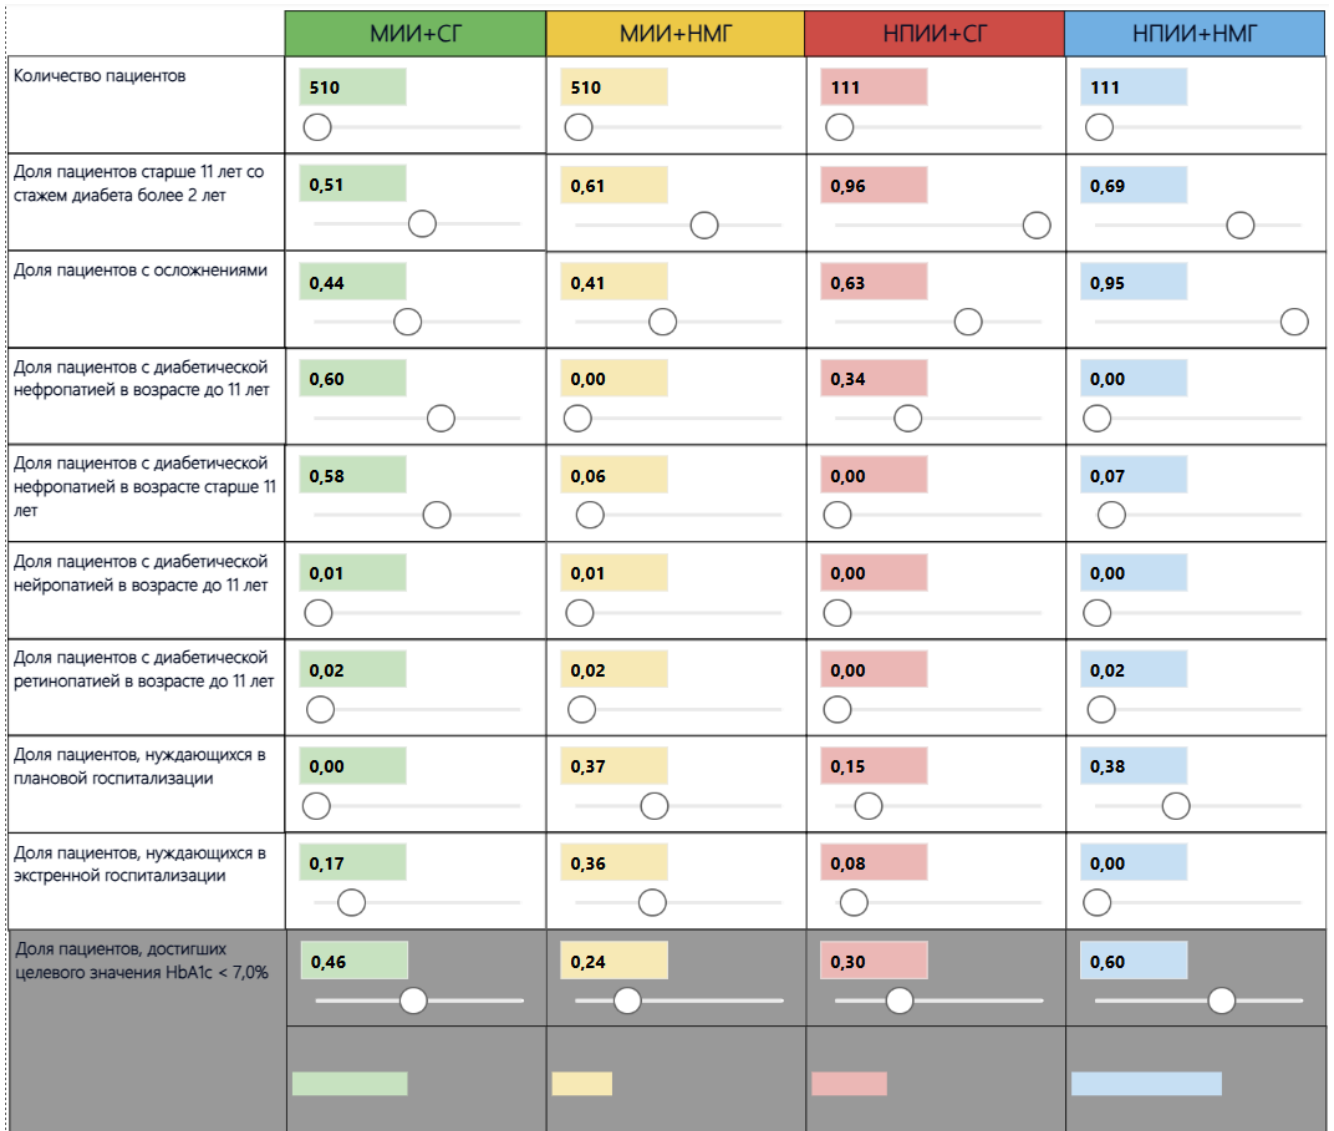 МИИ+СГ МИИ+НМГ НПИИ+СГ НПИИ+НМГ
Количество пациентов
510 510 111 111
Доля пациентов старше 11 лет со
стажем диабета более 2 лет
0,51 0,61 0,96 0,69
Доля пациентов с осложнениями
0,44 0,41 0,63 0,95
Доля пациентов с диабетической
нефропатией в возрасте до 11 лет
0,60 0,00 0,34 0,00
Доля пациентов с диабетической
нефропатией в возрасте старше 11
лет
0,58 0,06 0,00 0,07
Доля пациентов с диабетической
нейропатией в возрасте до 11 лет
0,01 0,01 0,00 0,00
Доля пациентов с диабетической
ретинопатией в возрасте до 11 лет
0,02 0,02 0,00 0,02
Доля пациентов, нуждающихся в
плановой госпитализации
0,00 0,37 0,15 0,38
Доля пациентов, нуждающихся в
экстренной госпитализации
0,17 0,36 0,08 0,00
Доля пациентов, достигших
целевого значения HbA1c < 7,0%
0,46 0,24 0,30 0,60